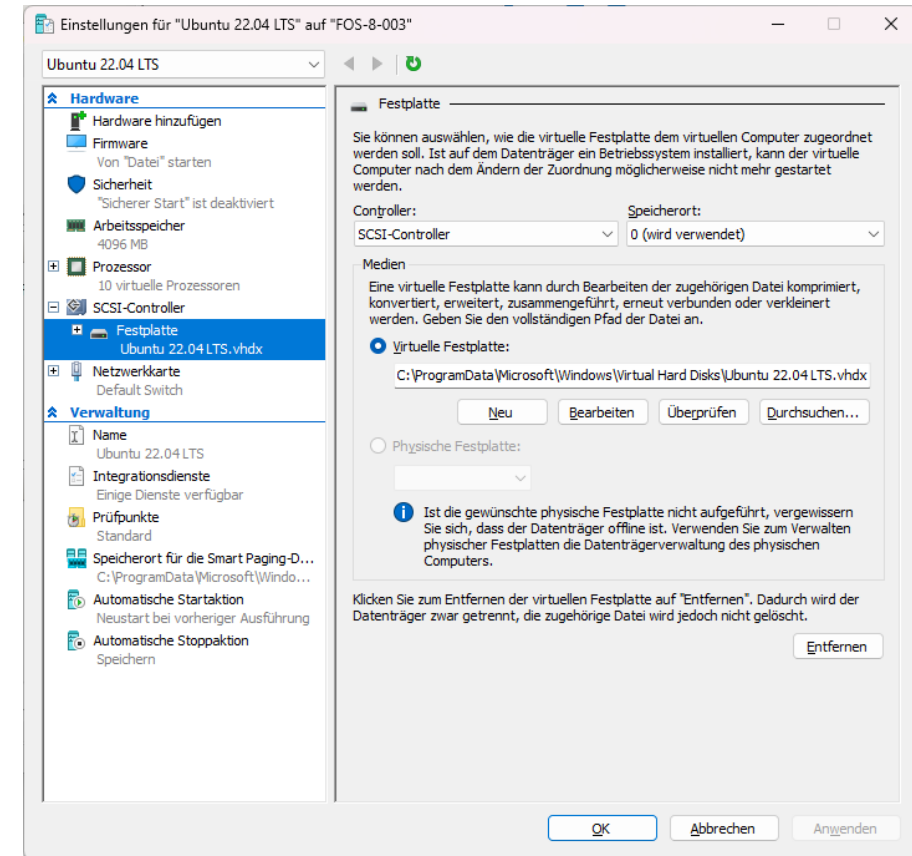 Einstellungen für "Ubuntu 22.04 LTS" auf "FOS-8-003"
Ubuntu 22.04 LTS
Hardware
Hardware hinzufügen
Firmware
Von "Datei" starten
Sicherheit
"Sicherer Start" ist deaktiviert
Arbeitsspeicher
4096 MB
Prozessor
10 virtuelle Prozessoren
SCSI-Controller
Festplatte
Ubuntu 22.04 LTS.vhdx
Netzwerkkarte
Default Switch
Verwaltung
Name
Ubuntu 22.04 LTS
Integrationsdienste
Einige Dienste verfügbar
Prüfpunkte
Standard
Speicherort für die Smart Paging-D...
C:\ProgramData\Microsoft\Windo...
Automatische Startaktion
Neustart bei vorheriger Ausführung
Automatische Stoppaktion
Speichern
Festplatte
Sie können auswählen, wie die virtuelle Festplatte dem virtuellen Computer zugeordnet
werden soll. Ist auf dem Datenträger ein Betriebssystem installiert, kann der virtuelle
Computer nach dem Ändern der Zuordnung möglicherweise nicht mehr gestartet
werden.
Controller:
Speicherort:
SCSI-Controller
0 (wird verwendet)
Medien
Eine virtuelle Festplatte kann durch Bearbeiten der zugehörigen Datei komprimiert,
konvertiert, erweitert, zusammengeführt, erneut verbunden oder verkleinert
werden. Geben Sie den vollständigen Pfad der Datei an.
Virtuelle Festplatte:
C:\ProgramData\Microsoft\Windows\Virtual Hard Disks\Ubuntu 22.04 LTS.vhdx
Neu
Bearbeiten
Überprüfen
Durchsuchen...
Physische Festplatte:
Ist die gewünschte physische Festplatte nicht aufgeführt, vergewissern
Sie sich, dass der Datenträger offline ist. Verwenden Sie zum Verwalten
physischer Festplatten die Datenträgerverwaltung des physischen
Computers.
Klicken Sie zum Entfernen der virtuellen Festplatte auf "Entfernen". Dadurch wird der
Datenträger zwar getrennt, die zugehörige Datei wird jedoch nicht gelöscht.
Entfernen
OK
Abbrechen
Anwenden